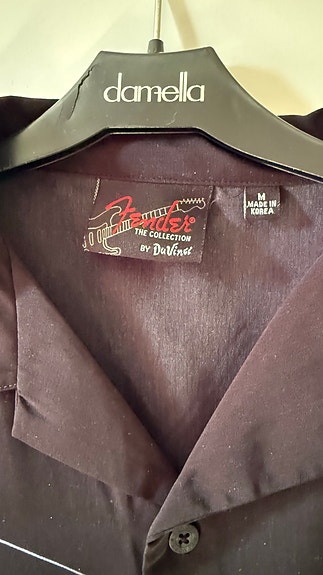 damella
Fender®
THE COLLECTION
BY DaVinci
M
MADE IN
KOREA